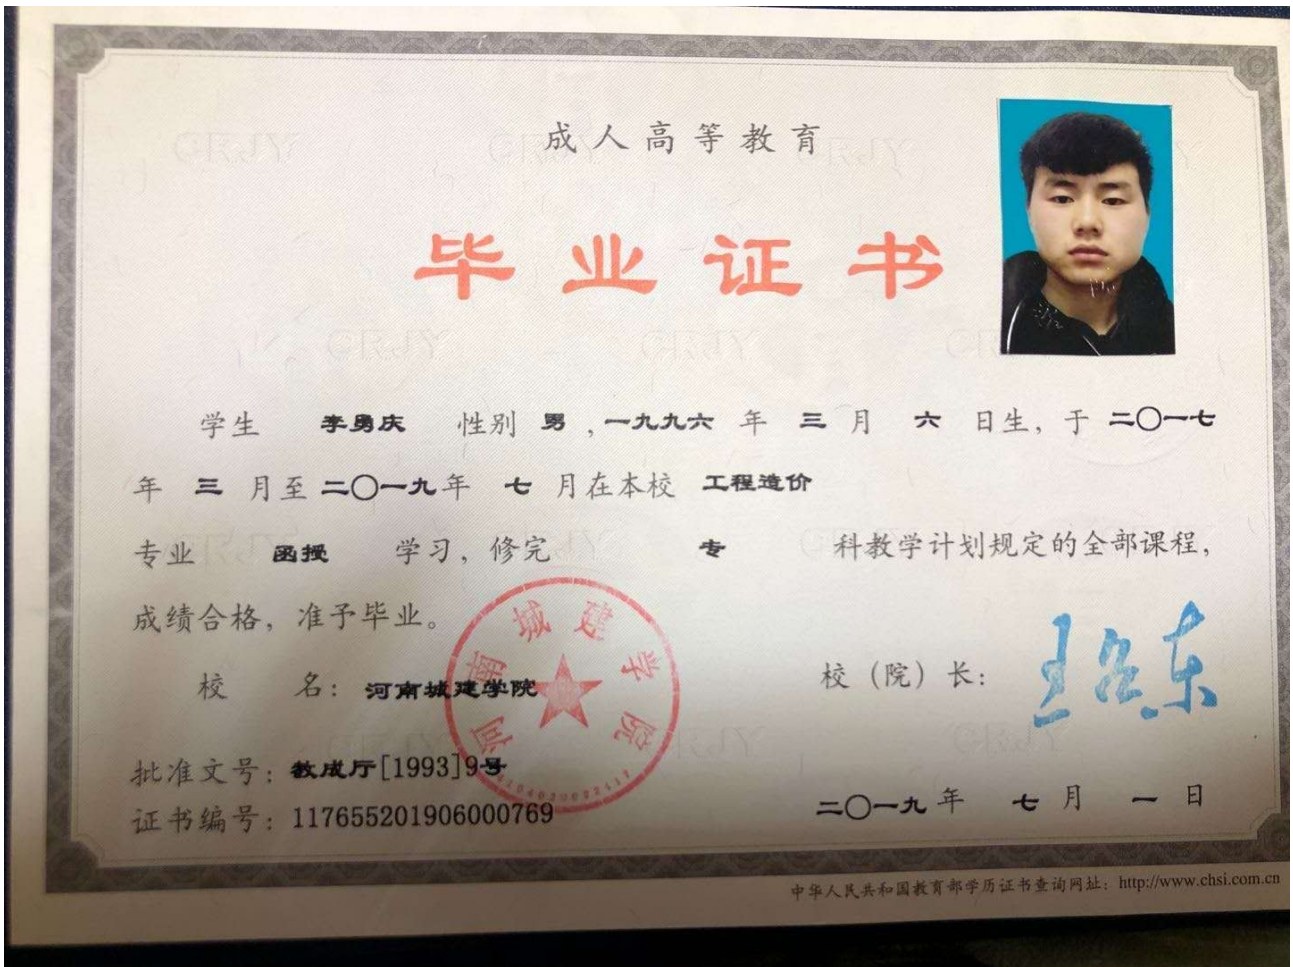 成人高等教育
毕业证书
学生 李勇庆 性别 男 ,一九九六 年 三 月 六 日生, 于 二〇一七
年 三 月至 二〇一九年 七 月在本校 工程造价
专业 函授 学习, 修完 专 科教学计划规定的全部课程,
成绩合格, 准予毕业。
校 名: 河南城建学院
校（院）长:
批准文号: 教成厅[1993]9号
证书编号: 117655201906000769
二〇一九 年 七 月 一 日
河南城建学院
中华人民共和国教育部学历证书查询网址: http://www.chsi.com.cn